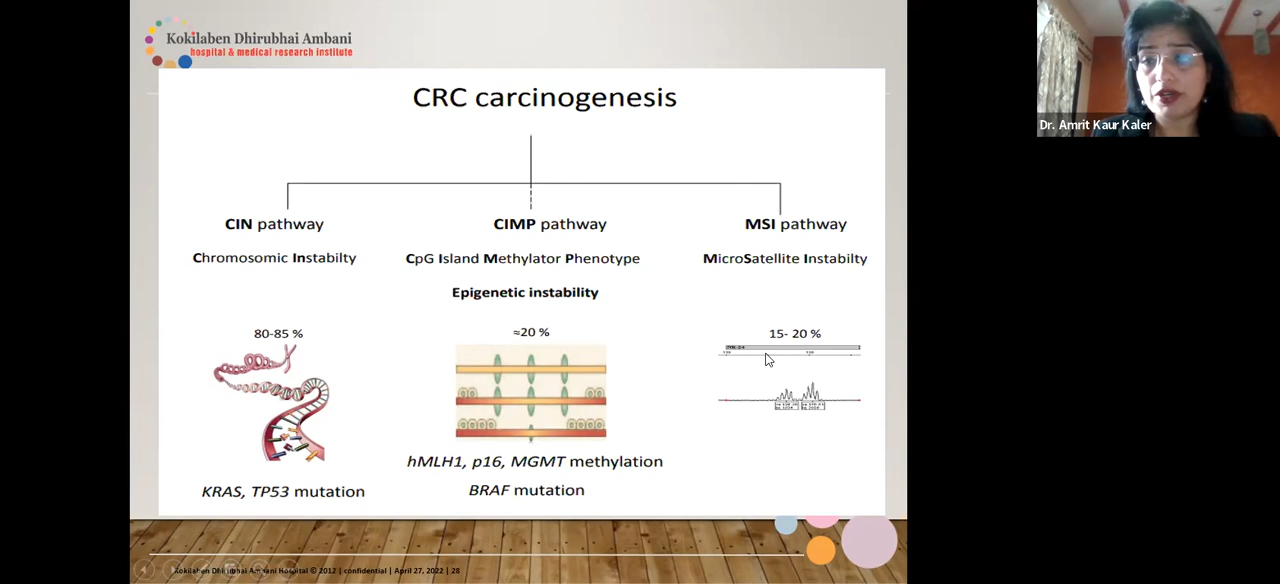 Kokilaben Dhirubhai Ambani
hospital & medical research institute
Dr. Amrit Kaur Kaler
CRC carcinogenesis
CIN pathway
CIMP pathway
MSI pathway
Chromosomic Instabilty
CpG Island Methylator Phenotype
MicroSatellite Instabilty
Epigenetic instability
80-85 %
≈20 %
15- 20 %
hMLH1, p16, MGMT methylation
KRAS, TP53 mutation
BRAF mutation
Kokilaben Dhirubhai Ambani Hospital © 2012 | confidential | April 27, 2022 | 28